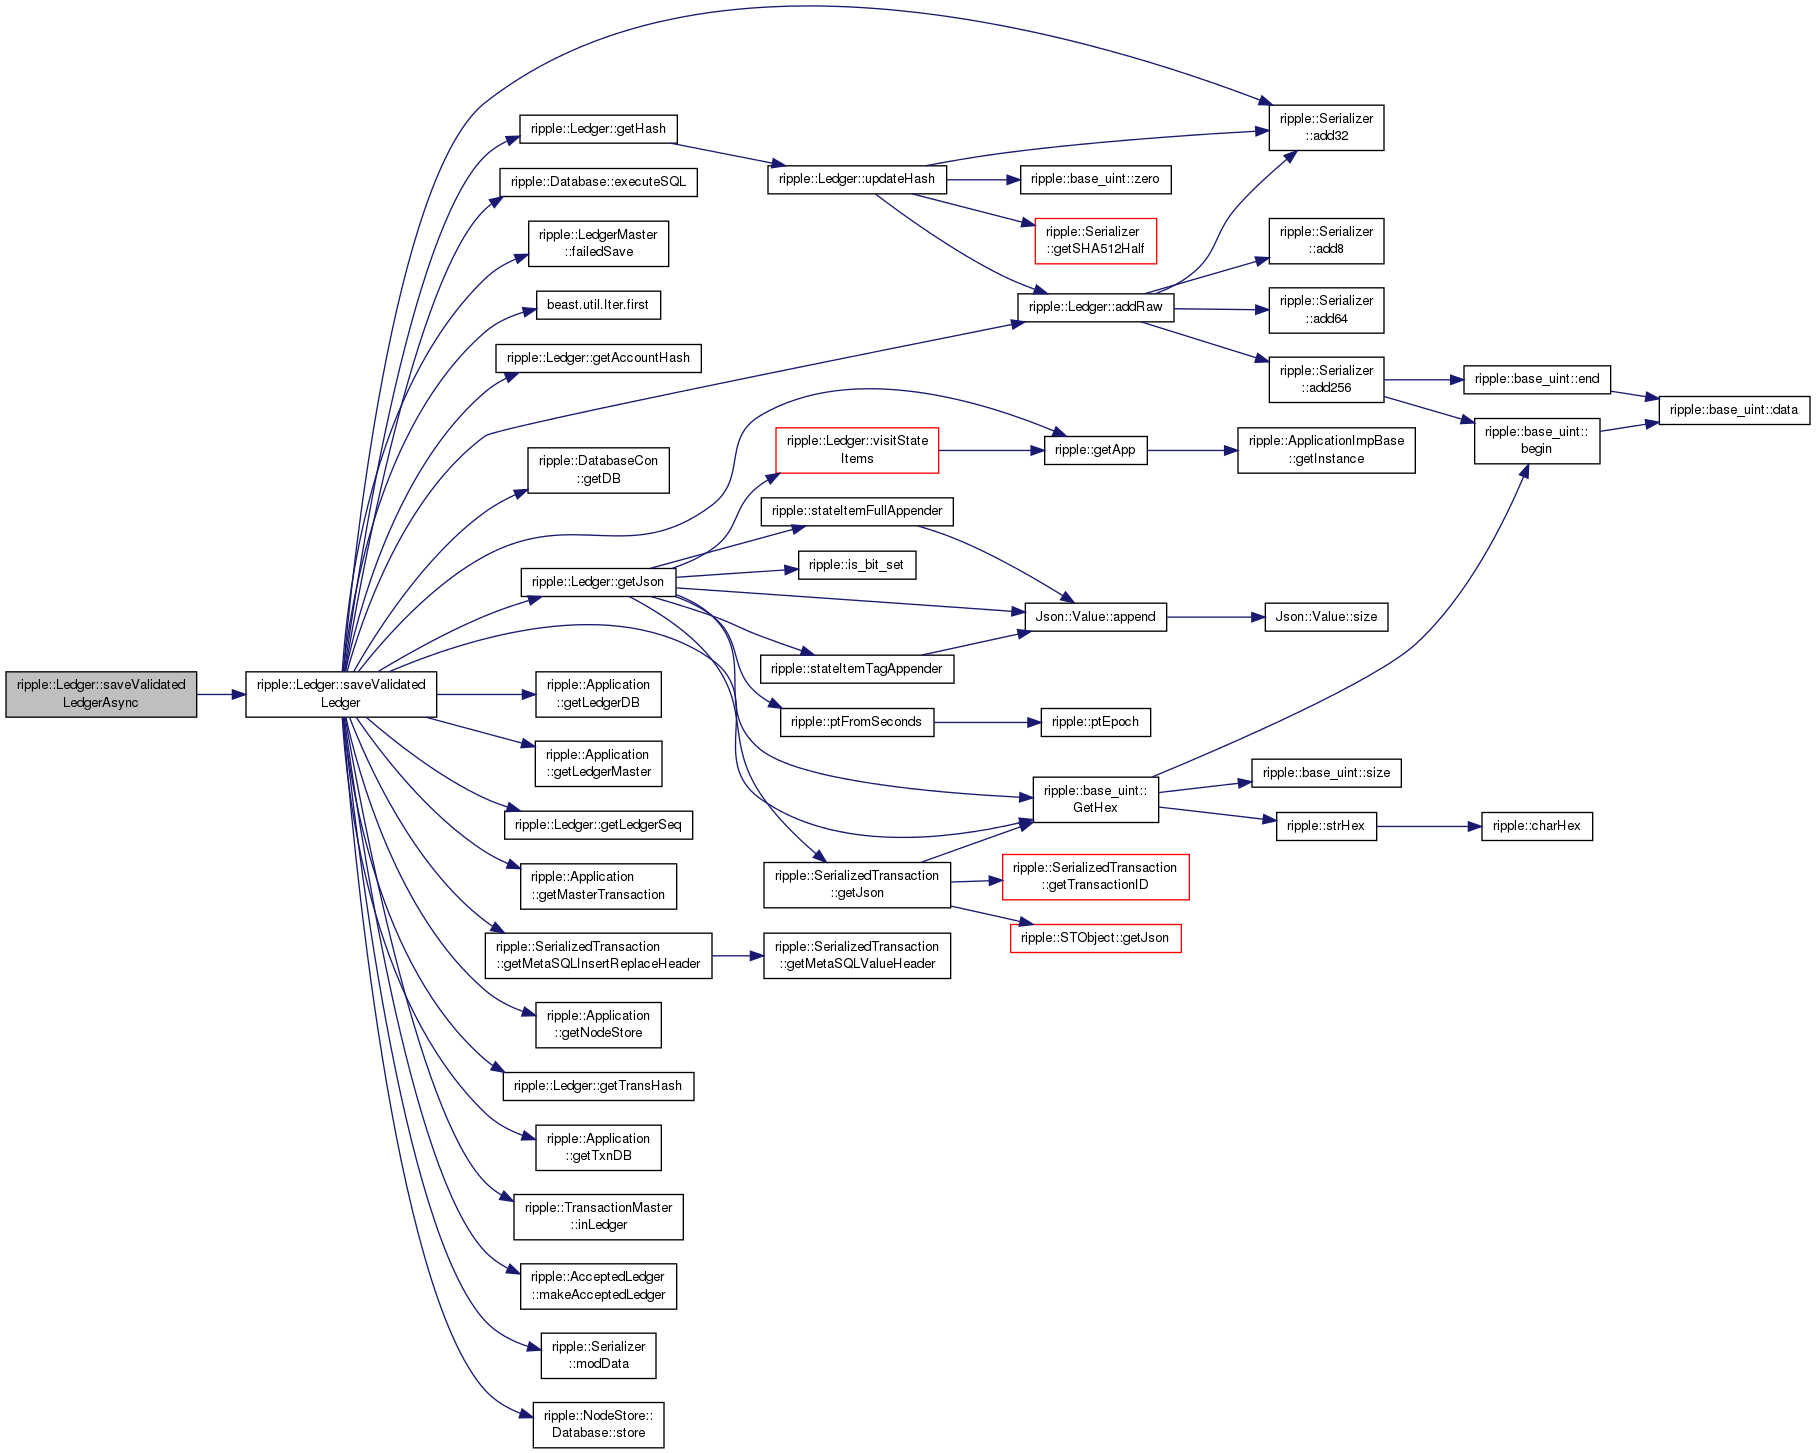 ripple::Ledger::saveValidated
LedgerAsync
ripple::Ledger::saveValidated
Ledger
ripple::Ledger::getHash
ripple::Database::executeSQL
ripple::LedgerMaster
::failedSave
beast.util.Iter.first
ripple::Ledger::getAccountHash
ripple::DatabaseCon
::getDB
ripple::Ledger::getJson
ripple::Application
::getLedgerDB
ripple::Application
::getLedgerMaster
ripple::Ledger::getLedgerSeq
ripple::Application
::getMasterTransaction
ripple::SerializedTransaction
::getMetaSQLInsertReplaceHeader
ripple::Application
::getNodeStore
ripple::Ledger::getTransHash
ripple::Application
::getTxnDB
ripple::TransactionMaster
::inLedger
ripple::AcceptedLedger
::makeAcceptedLedger
ripple::Serializer
::modData
ripple::NodeStore::
Database::store
ripple::Ledger::updateHash
ripple::Ledger::visitState
Items
ripple::stateItemFullAppender
ripple::is_bit_set
ripple::stateItemTagAppender
ripple::ptFromSeconds
ripple::SerializedTransaction
::getJson
ripple::SerializedTransaction
::getMetaSQLValueHeader
ripple::base_uint::zero
ripple::Serializer
::getSHA512Half
ripple::Ledger::addRaw
ripple::getApp
Json::Value::append
ripple::ptEpoch
ripple::base_uint::
GetHex
ripple::SerializedTransaction
::getTransactionID
ripple::STObject::getJson
ripple::Serializer
::add32
ripple::Serializer
::add8
ripple::Serializer
::add64
ripple::Serializer
::add256
ripple::ApplicationImpBase
::getInstance
Json::Value::size
ripple::base_uint::size
ripple::strHex
ripple::base_uint::end
ripple::base_uint::
begin
ripple::charHex
ripple::base_uint::data